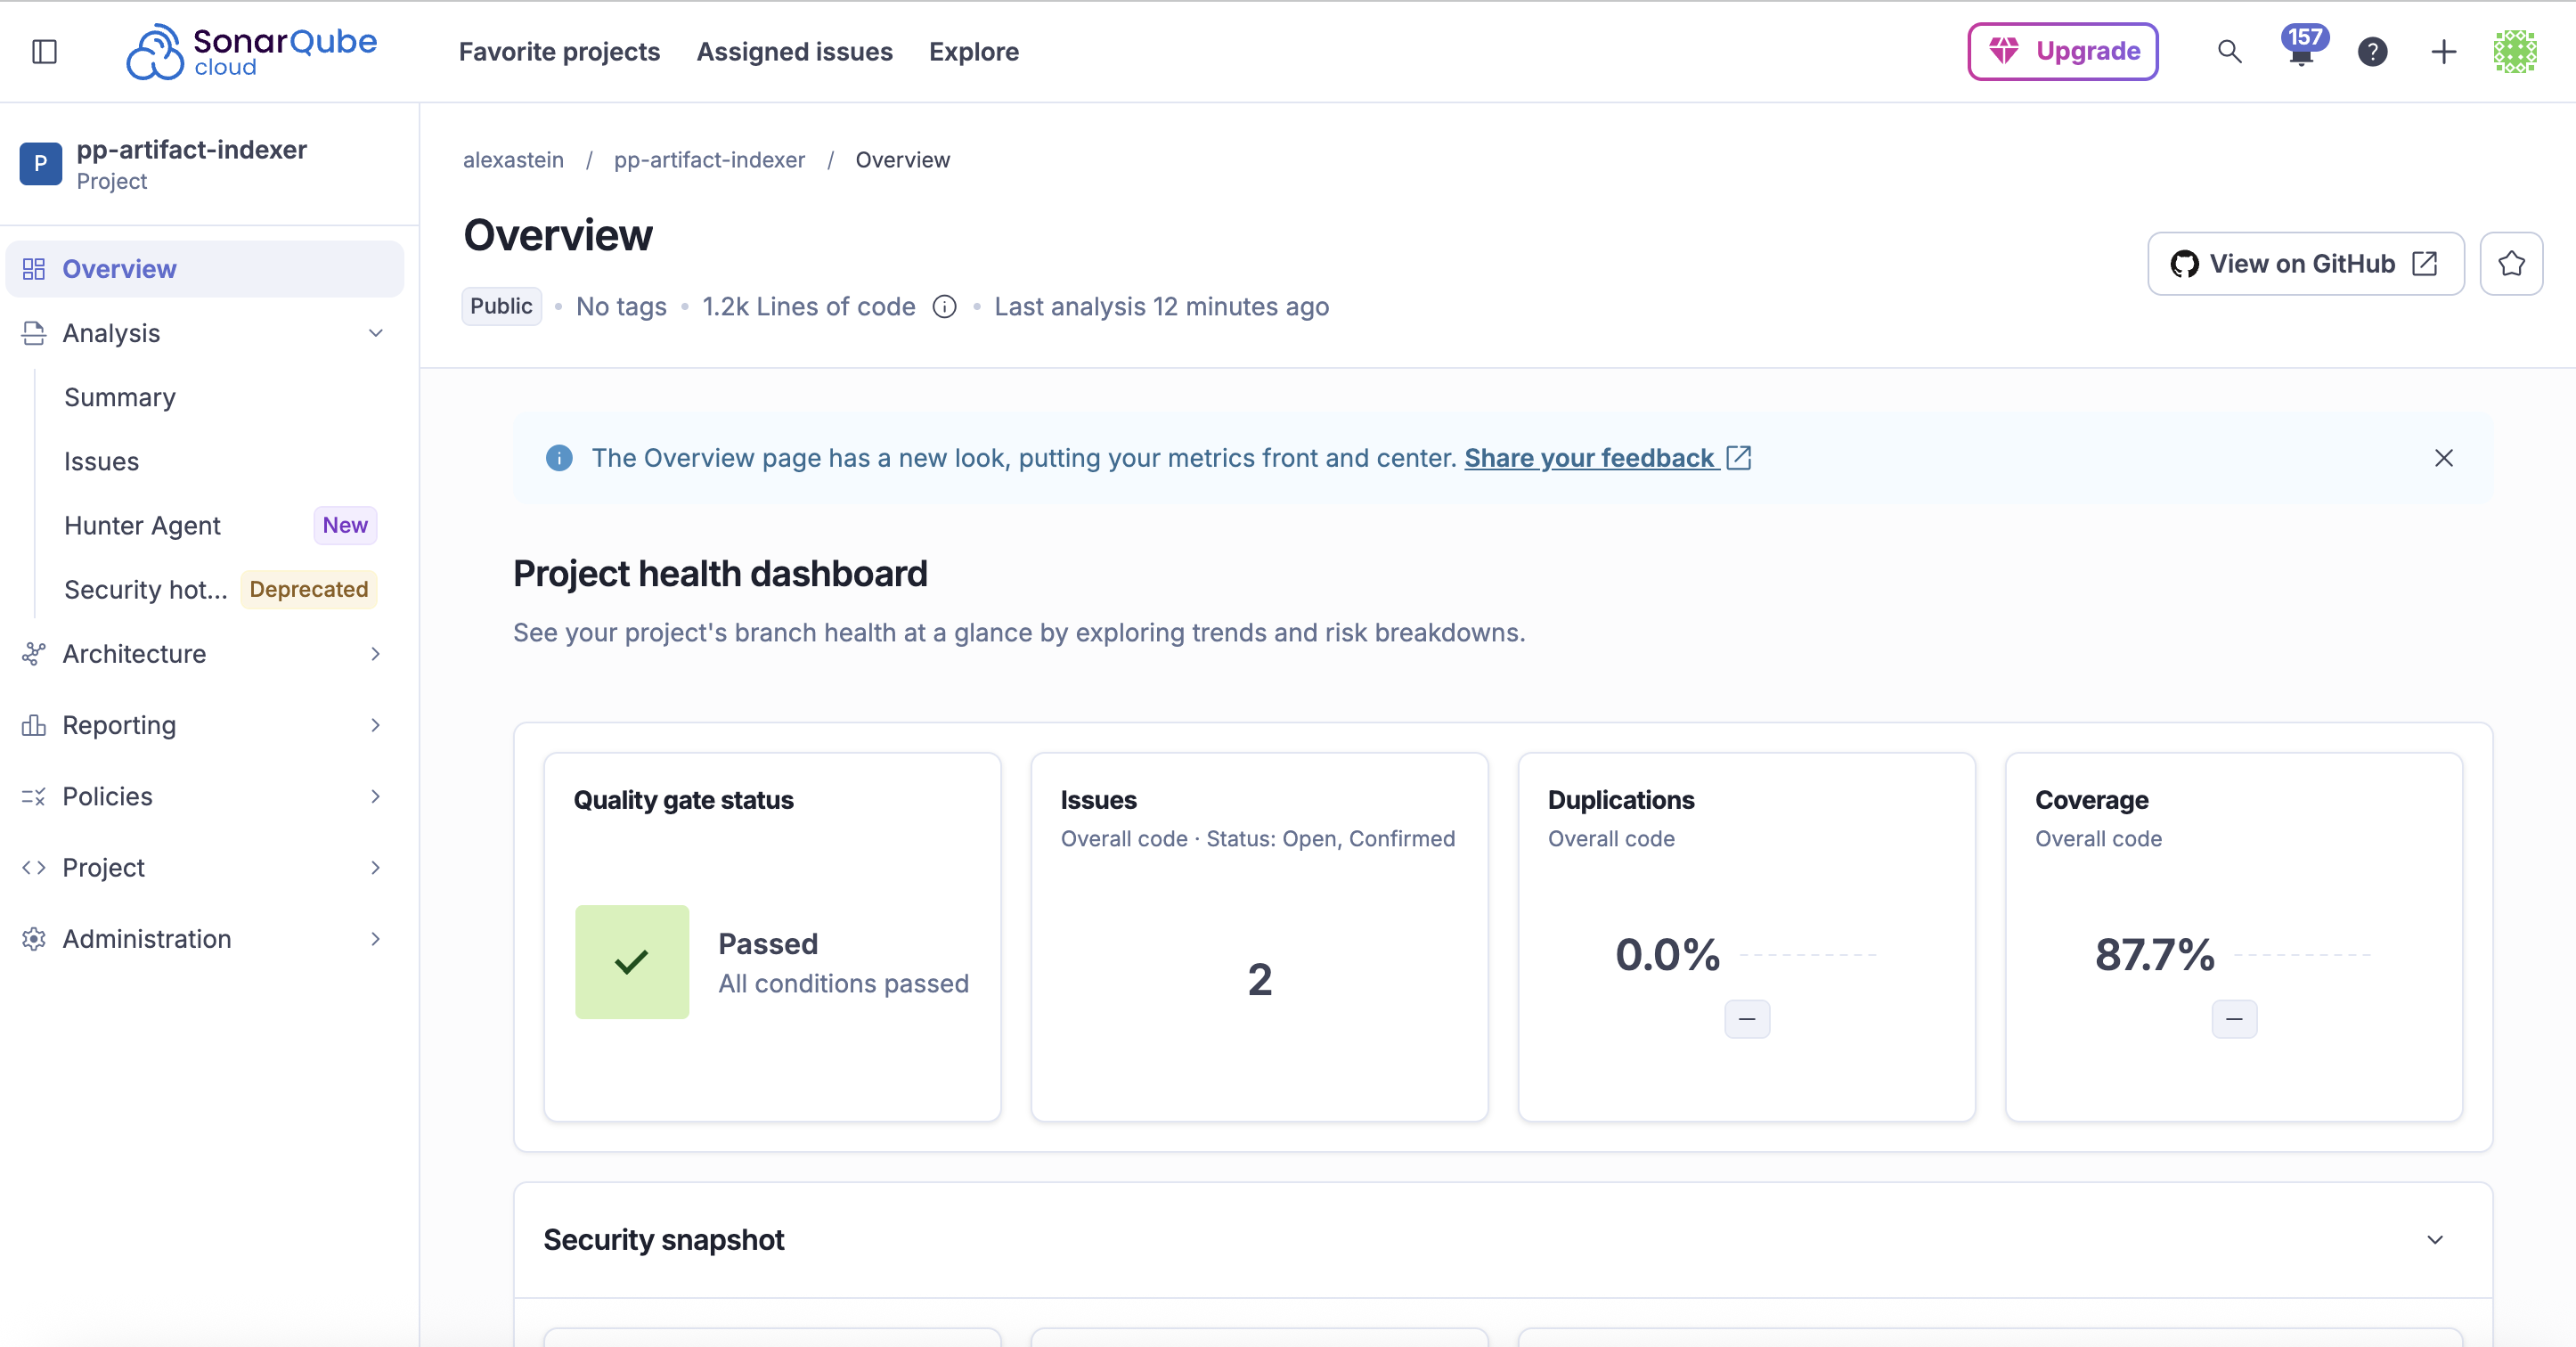 SonarQube cloud
Favorite projects
Assigned issues
Explore
Upgrade
157
?
P
pp-artifact-indexer
Project
Overview
Analysis
Summary
Issues
Hunter Agent New
Security hot... Deprecated
Architecture
Reporting
Policies
Project
Administration
alexastein / pp-artifact-indexer / Overview
Overview
View on GitHub
Public • No tags • 1.2k Lines of code • Last analysis 12 minutes ago
The Overview page has a new look, putting your metrics front and center. Share your feedback
Project health dashboard
See your project's branch health at a glance by exploring trends and risk breakdowns.
Quality gate status
Passed
All conditions passed
Issues
Overall code · Status: Open, Confirmed
2
Duplications
Overall code
0.0%
–
Coverage
Overall code
87.7%
–
Security snapshot